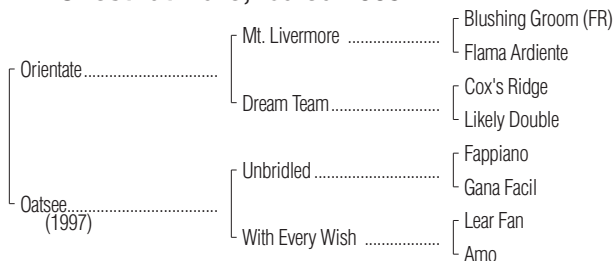 Blushing Groom (FR)
Mt. Livermore ........................
Flama Ardiente
Orientate...................................
Cox's Ridge
Dream Team............................
Likely Double
Fappiano
Unbridled .................................
Gana Facil
Oatsee.......................................
(1997)
Lear Fan
With Every Wish ...................
Amo